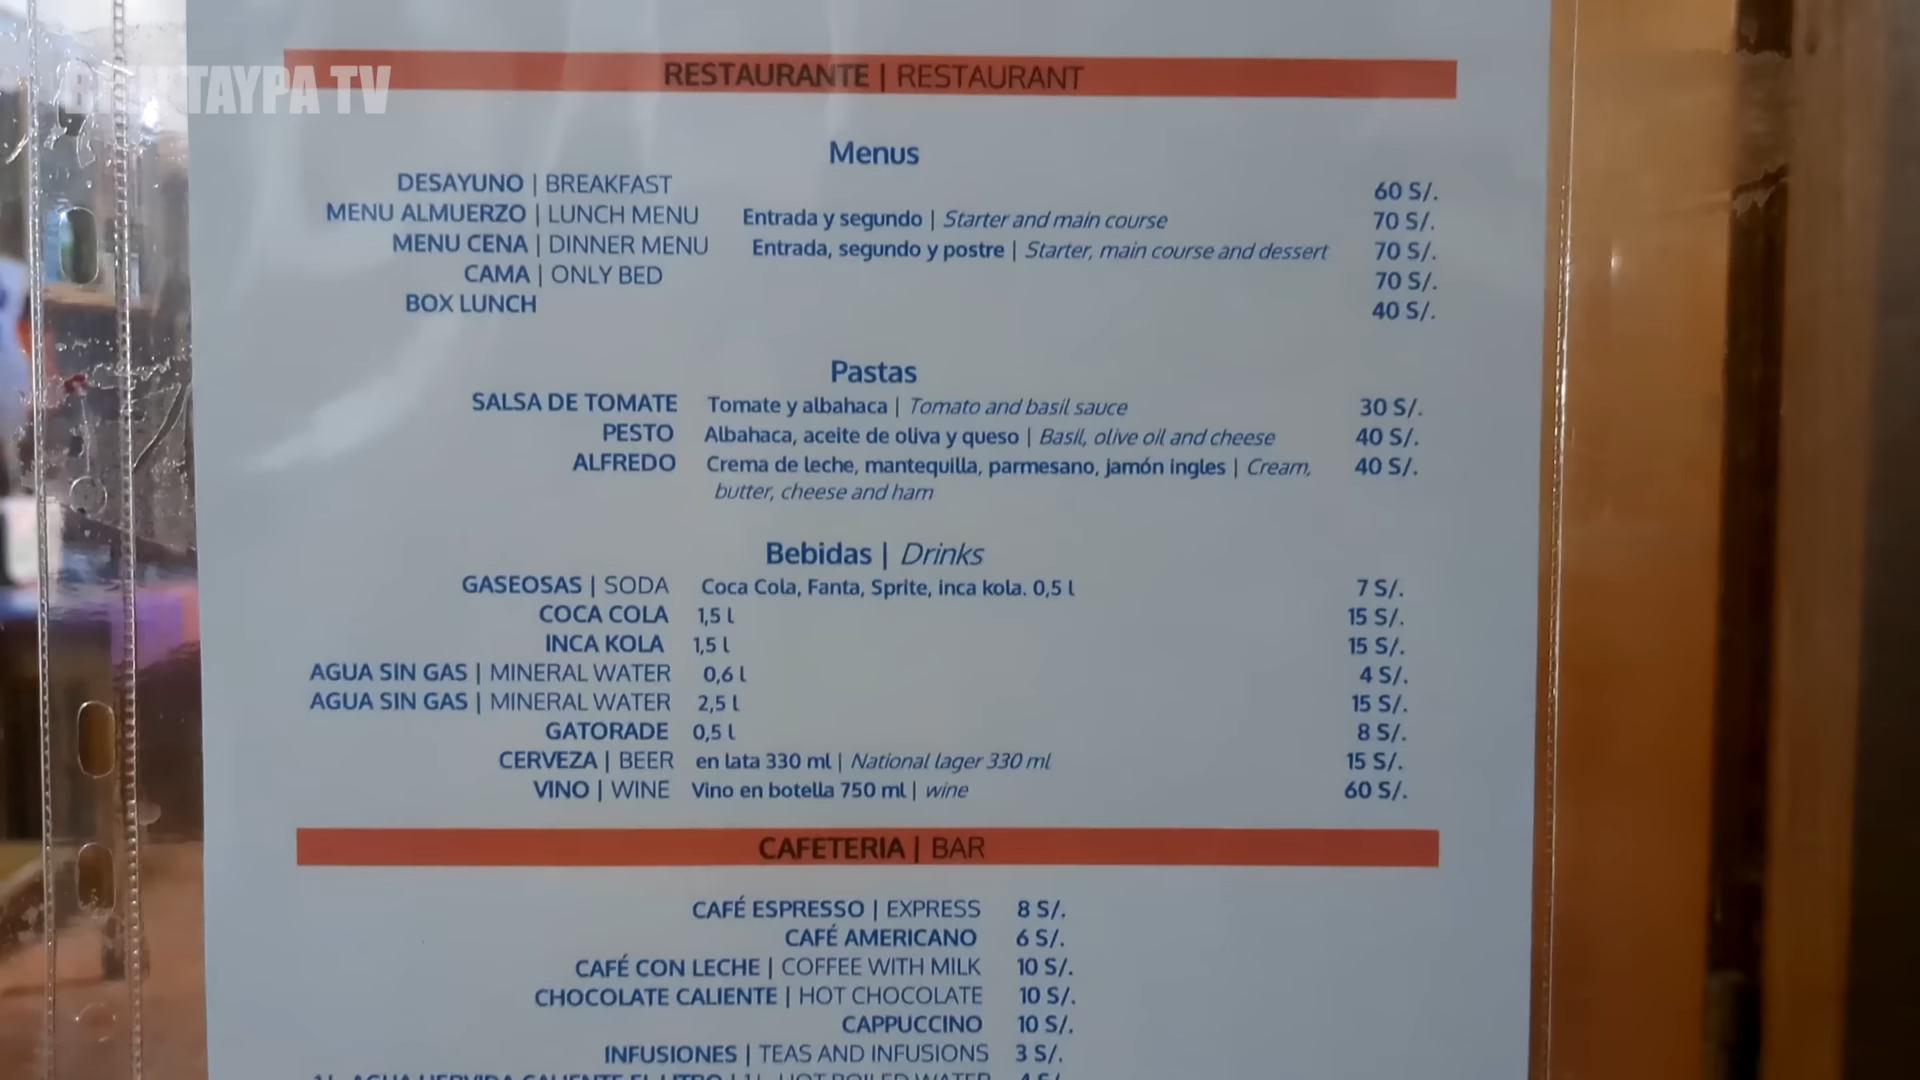 TAYPA TV
RESTAURANTE | RESTAURANT
Menus
DESAYUNO | BREAKFAST 60 S/.
MENU ALMUERZO | LUNCH MENU Entrada y segundo | Starter and main course 70 S/.
MENU CENA | DINNER MENU Entrada, segundo y postre | Starter, main course and dessert 70 S/.
CAMA | ONLY BED 70 S/.
BOX LUNCH 40 S/.
Pastas
SALSA DE TOMATE Tomate y albahaca | Tomato and basil sauce 30 S/.
PESTO Albahaca, aceite de oliva y queso | Basil, olive oil and cheese 40 S/.
ALFREDO Crema de leche, mantequilla, parmesano, jamón ingles | Cream, 40 S/.
butter, cheese and ham
Bebidas | Drinks
GASEOSAS | SODA Coca Cola, Fanta, Sprite, inca kola. 0,5 l 7 S/.
COCA COLA 1,5 l 15 S/.
INCA KOLA 1,5 l 15 S/.
AGUA SIN GAS | MINERAL WATER 0,6 l 4 S/.
AGUA SIN GAS | MINERAL WATER 2,5 l 15 S/.
GATORADE 0,5 l 8 S/.
CERVEZA | BEER en lata 330 ml | National lager 330 ml 15 S/.
VINO | WINE Vino en botella 750 ml | wine 60 S/.
CAFETERIA | BAR
CAFÉ ESPRESSO | EXPRESS 8 S/.
CAFÉ AMERICANO 6 S/.
CAFÉ CON LECHE | COFFEE WITH MILK 10 S/.
CHOCOLATE CALIENTE | HOT CHOCOLATE 10 S/.
CAPPUCCINO 10 S/.
INFUSIONES | TEAS AND INFUSIONS 3 S/.
1 L. AGUA HERVIDA CALIENTE EL LITRO | 1 L. HOT BOILED WATER 4 S/.